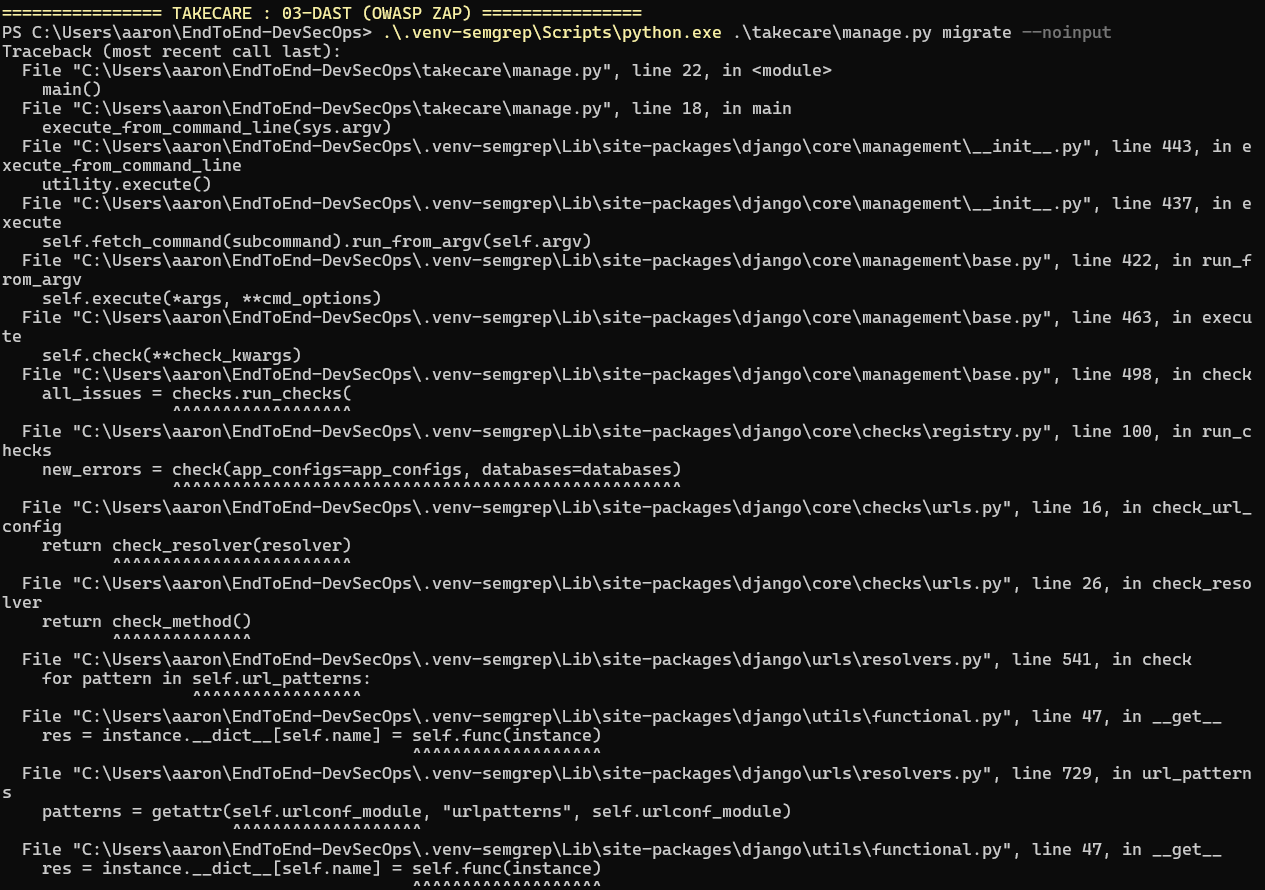 ================ TAKECARE : 03-DAST (OWASP ZAP) ================
PS C:\Users\aaron\EndToEnd-DevSecOps> .\.venv-semgrep\Scripts\python.exe .\takecare\manage.py migrate --noinput
Traceback (most recent call last):
  File "C:\Users\aaron\EndToEnd-DevSecOps\takecare\manage.py", line 22, in <module>
    main()
  File "C:\Users\aaron\EndToEnd-DevSecOps\takecare\manage.py", line 18, in main
    execute_from_command_line(sys.argv)
  File "C:\Users\aaron\EndToEnd-DevSecOps\.venv-semgrep\Lib\site-packages\django\core\management\__init__.py", line 443, in e
xecute_from_command_line
    utility.execute()
  File "C:\Users\aaron\EndToEnd-DevSecOps\.venv-semgrep\Lib\site-packages\django\core\management\__init__.py", line 437, in e
xecute
    self.fetch_command(subcommand).run_from_argv(self.argv)
  File "C:\Users\aaron\EndToEnd-DevSecOps\.venv-semgrep\Lib\site-packages\django\core\management\base.py", line 422, in run_f
rom_argv
    self.execute(*args, **cmd_options)
  File "C:\Users\aaron\EndToEnd-DevSecOps\.venv-semgrep\Lib\site-packages\django\core\management\base.py", line 463, in execu
te
    self.check(**check_kwargs)
  File "C:\Users\aaron\EndToEnd-DevSecOps\.venv-semgrep\Lib\site-packages\django\core\management\base.py", line 498, in check
    all_issues = checks.run_checks(
                 ^^^^^^^^^^^^^^^^^^
  File "C:\Users\aaron\EndToEnd-DevSecOps\.venv-semgrep\Lib\site-packages\django\core\checks\registry.py", line 100, in run_c
hecks
    new_errors = check(app_configs=app_configs, databases=databases)
                 ^^^^^^^^^^^^^^^^^^^^^^^^^^^^^^^^^^^^^^^^^^^^^^^^^^^
  File "C:\Users\aaron\EndToEnd-DevSecOps\.venv-semgrep\Lib\site-packages\django\core\checks\urls.py", line 16, in check_url_
config
    return check_resolver(resolver)
           ^^^^^^^^^^^^^^^^^^^^^^^^
  File "C:\Users\aaron\EndToEnd-DevSecOps\.venv-semgrep\Lib\site-packages\django\core\checks\urls.py", line 26, in check_reso
lver
    return check_method()
           ^^^^^^^^^^^^^^
  File "C:\Users\aaron\EndToEnd-DevSecOps\.venv-semgrep\Lib\site-packages\django\urls\resolvers.py", line 541, in check
    for pattern in self.url_patterns:
                   ^^^^^^^^^^^^^^^^^
  File "C:\Users\aaron\EndToEnd-DevSecOps\.venv-semgrep\Lib\site-packages\django\utils\functional.py", line 47, in __get__
    res = instance.__dict__[self.name] = self.func(instance)
                                         ^^^^^^^^^^^^^^^^^^^
  File "C:\Users\aaron\EndToEnd-DevSecOps\.venv-semgrep\Lib\site-packages\django\urls\resolvers.py", line 729, in url_pattern
s
    patterns = getattr(self.urlconf_module, "urlpatterns", self.urlconf_module)
                       ^^^^^^^^^^^^^^^^^^^
  File "C:\Users\aaron\EndToEnd-DevSecOps\.venv-semgrep\Lib\site-packages\django\utils\functional.py", line 47, in __get__
    res = instance.__dict__[self.name] = self.func(instance)
                                         ^^^^^^^^^^^^^^^^^^^